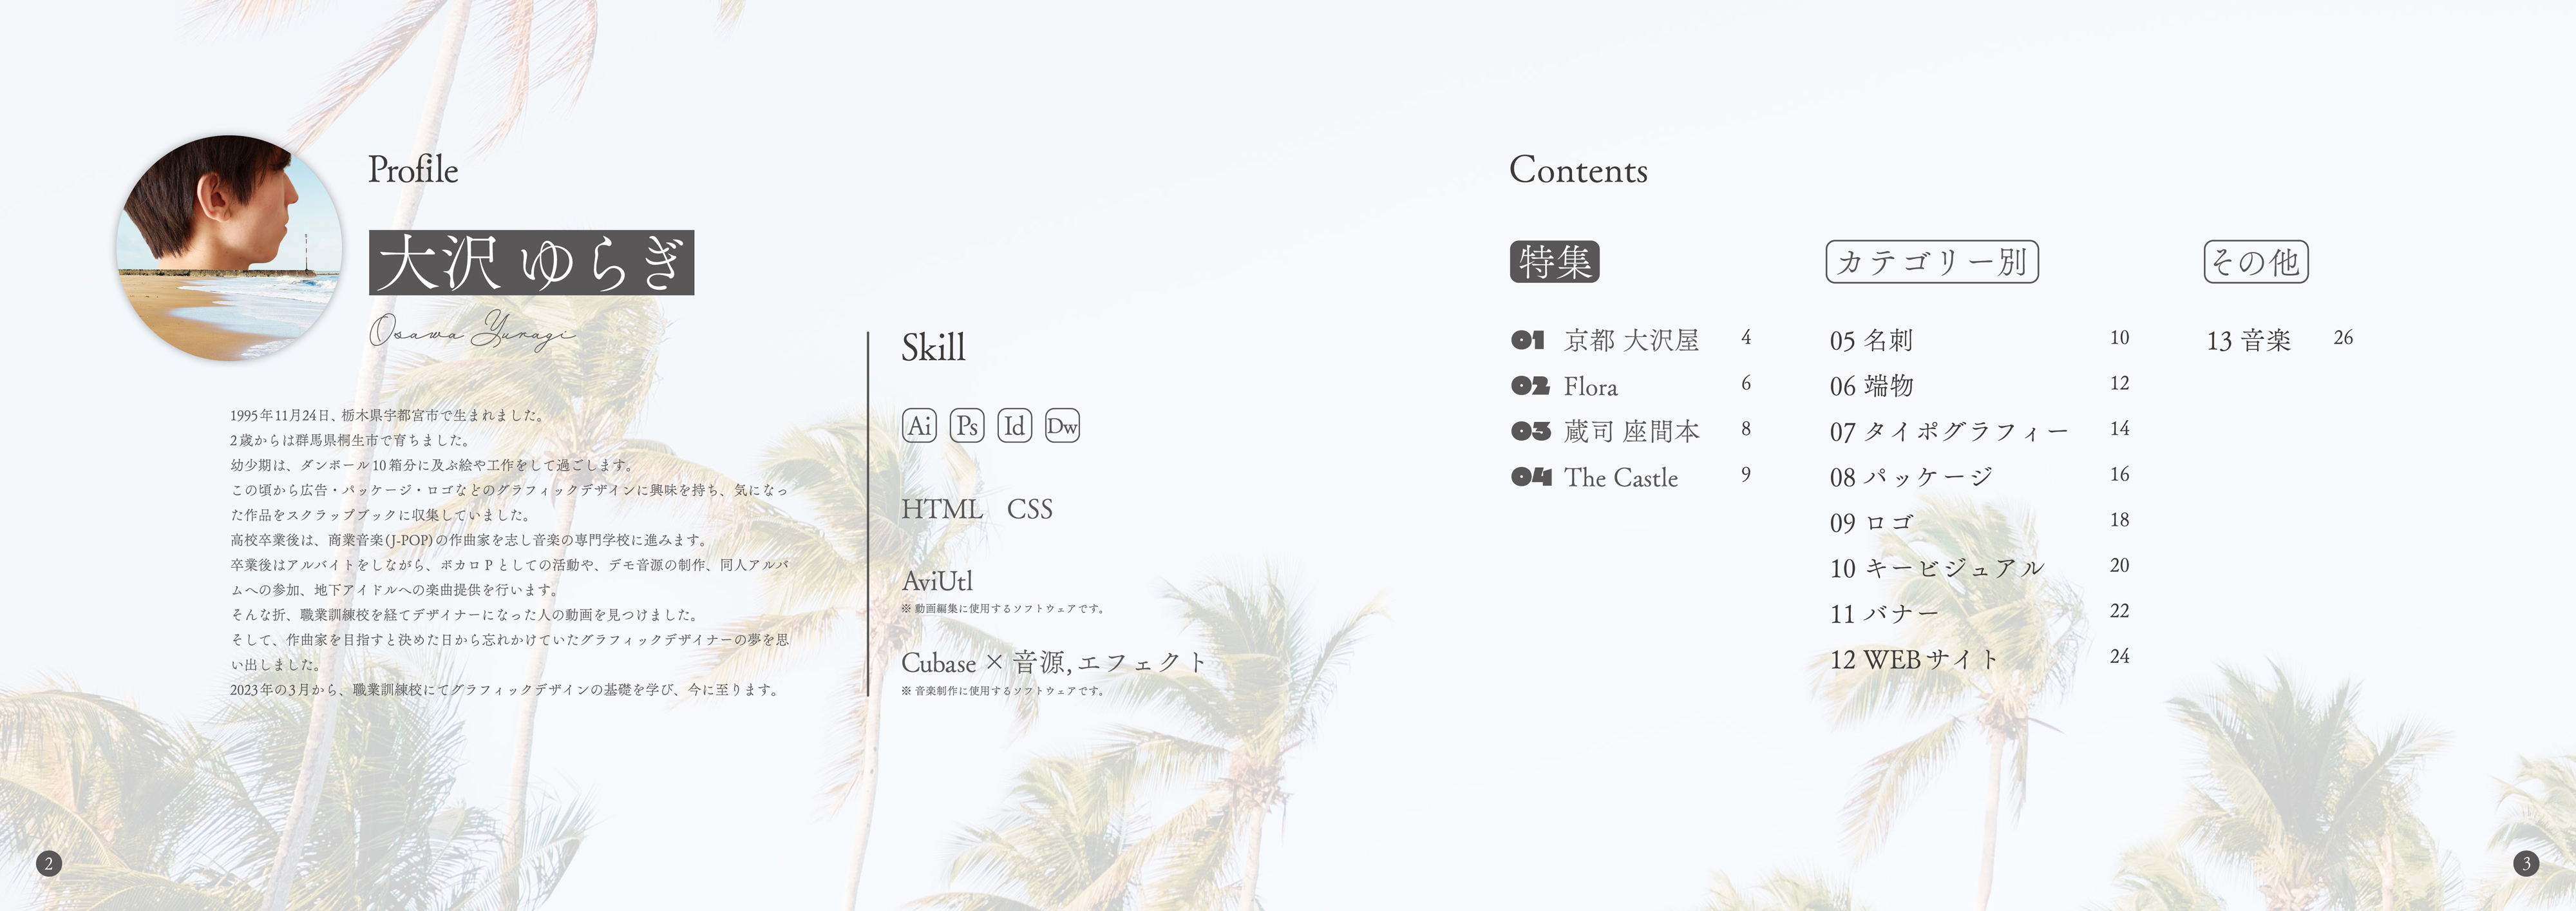 Profile
大沢 ゆらぎ
Osawa Yuragi
1995年11月24日、栃木県宇都宮市で生まれました。
2歳からは群馬県桐生市で育ちました。
幼少期は、ダンボール10箱分に及ぶ絵や工作をして過ごします。
この頃から広告・パッケージ・ロゴなどのグラフィックデザインに興味を持ち、気になっ
た作品をスクラップブックに収集していました。
高校卒業後は、商業音楽(J-POP)の作曲家を志し音楽の専門学校に進みます。
卒業後はアルバイトをしながら、ボカロPとしての活動や、デモ音源の制作、同人アルバ
ムへの参加、地下アイドルへの楽曲提供を行います。
そんな折、職業訓練校を経てデザイナーになった人の動画を見つけました。
そして、作曲家を目指すと決めた日から忘れかけていたグラフィックデザイナーの夢を思
い出しました。
2023年の3月から、職業訓練校にてグラフィックデザインの基礎を学び、今に至ります。
Skill
Ai Ps Id Dw
HTML CSS
AviUtl
※ 動画編集に使用するソフトウェアです。
Cubase × 音源, エフェクト
※ 音楽制作に使用するソフトウェアです。
2
Contents
特集
01 京都 大沢屋 4
02 Flora 6
03 蔵司 座間本 8
04 The Castle 9
カテゴリー別
05 名刺 10
06 端物 12
07 タイポグラフィー 14
08 パッケージ 16
09 ロゴ 18
10 キービジュアル 20
11 バナー 22
12 WEBサイト 24
その他
13 音楽 26
3